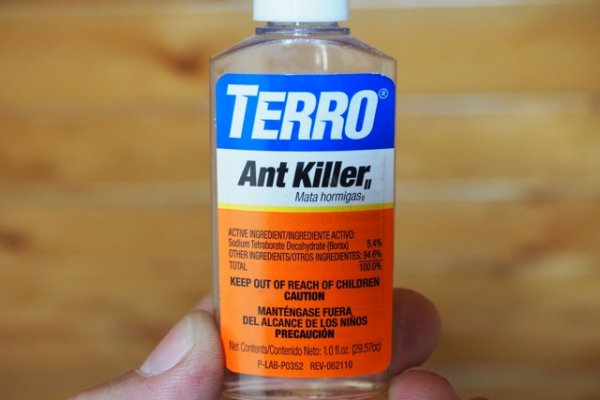 TERRO®
Ant Killer II
Mata hormigas II
ACTIVE INGREDIENT/INGREDIENTE ACTIVO:
Sodium Tetraborate Decahydrate (Borax) 5.4%
OTHER INGREDIENTS/OTROS INGREDIENTES: 94.6%
TOTAL 100.0%
KEEP OUT OF REACH OF CHILDREN
CAUTION
MANTÉNGASE FUERA
DEL ALCANCE DE LOS NIÑOS
PRECAUCIÓN
Net Contents/Contenido Neto: 1.0 fl.oz. (29.57cc)
P-LAB-P0352 REV-062110